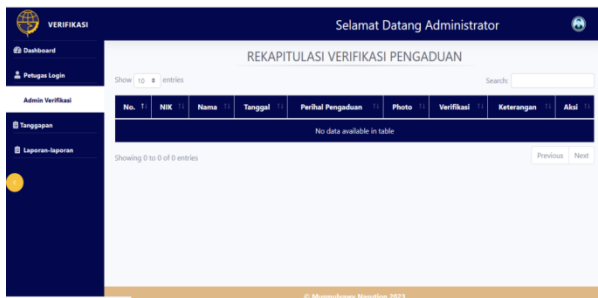 VERIFIKASI
Selamat Datang Administrator
Dashboard
Petugas Login
Admin Verifikasi
Tanggapan
Laporan-laporan
REKAPITULASI VERIFIKASI PENGADUAN
Show 10 entries
Search:
No. NIK Nama Tanggal Perihal Pengaduan Photo Verifikasi Keterangan Aksi
No data available in table
Showing 0 to 0 of 0 entries
Previous Next
© Nasution 2023